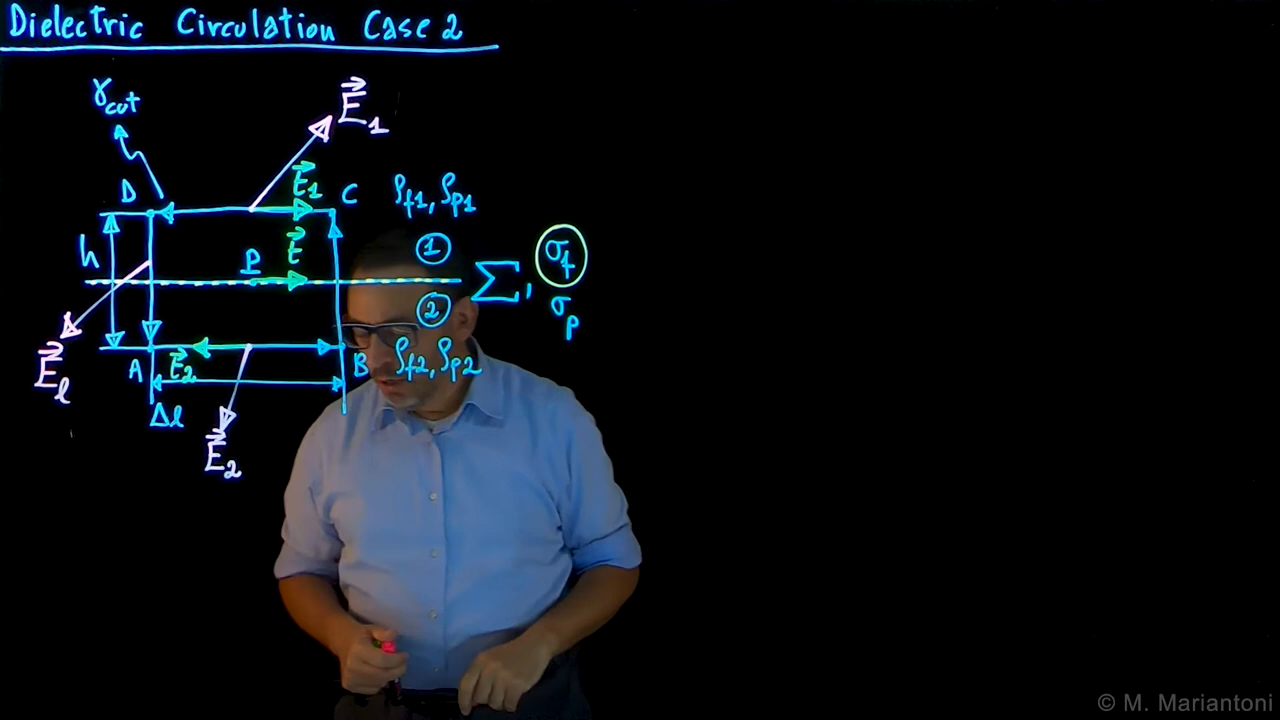 Dielectric Circulation Case 2
γcut
E⃗1
D
E⃗1
C
ρf1, ρp1
h
P
E⃗
1
Σ, σf
2
σp
E⃗ℓ
A
E⃗2
B
ρf2, ρp2
Δℓ
E⃗2
© M. Mariantoni